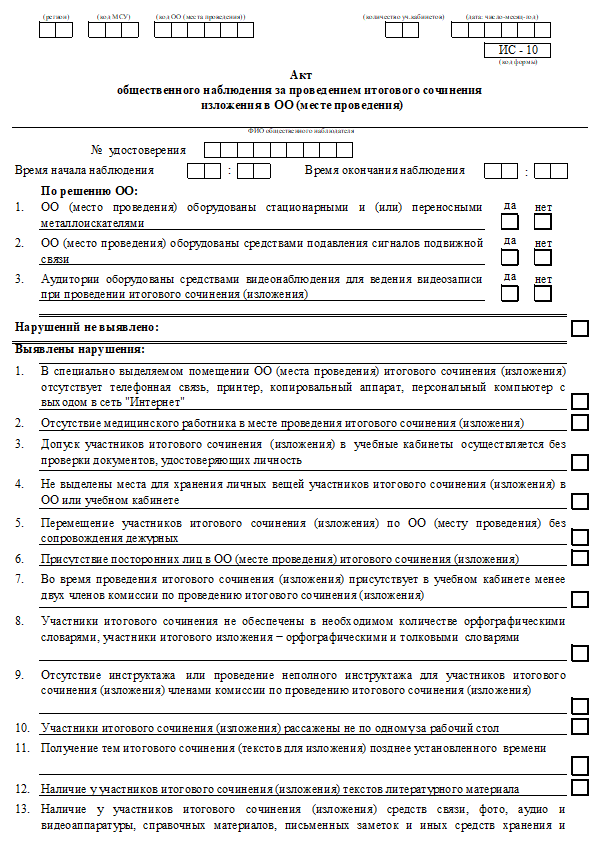 (регион) (код МСУ) (код ОО (места проведения)) (количество уч.кабинетов) (дата: число-месяц-год)
ИС - 10
(код формы)
Акт
общественного наблюдения за проведением итогового сочинения
изложения в ОО (месте проведения)
ФИО общественного наблюдателя
№ удостоверения
Время начала наблюдения : Время окончания наблюдения :
По решению ОО:
1. ОО (место проведения) оборудованы стационарными и (или) переносными да нет
металлоискателями
2. ОО (место проведения) оборудованы средствами подавления сигналов подвижной да нет
связи
3. Аудитории оборудованы средствами видеонаблюдения для ведения видеозаписи да нет
при проведении итогового сочинения (изложения)
Нарушений не выявлено:
Выявлены нарушения:
1. В специально выделяемом помещении ОО (места проведения) итогового сочинения (изложения)
отсутствует телефонная связь, принтер, копировальный аппарат, персональный компьютер с
выходом в сеть "Интернет"
2. Отсутствие медицинского работника в месте проведения итогового сочинения (изложения)
3. Допуск участников итогового сочинения (изложения) в учебные кабинеты осуществляется без
проверки документов, удостоверяющих личность
4. Не выделены места для хранения личных вещей участников итогового сочинения (изложения) в
ОО или учебном кабинете
5. Перемещение участников итогового сочинения (изложения) по ОО (месту проведения) без
сопровождения дежурных
6. Присутствие посторонних лиц в ОО (месте проведения) итогового сочинения (изложения)
7. Во время проведения итогового сочинения (изложения) присутствует в учебном кабинете менее
двух членов комиссии по проведению итогового сочинения (изложения)
8. Участники итогового сочинения не обеспечены в необходимом количестве орфографическими
словарями, участники итогового изложения – орфографическими и толковыми словарями
9. Отсутствие инструктажа или проведение неполного инструктажа для участников итогового
сочинения (изложения) членами комиссии по проведению итогового сочинения (изложения)
10. Участники итогового сочинения (изложения) рассажены не по одному за рабочий стол
11. Получение тем итогового сочинения (текстов для изложения) позднее установленного времени
12. Наличие у участников итогового сочинения (изложения) текстов литературного материала
13. Наличие у участников итогового сочинения (изложения) средств связи, фото, аудио и
видеоаппаратуры, справочных материалов, письменных заметок и иных средств хранения и